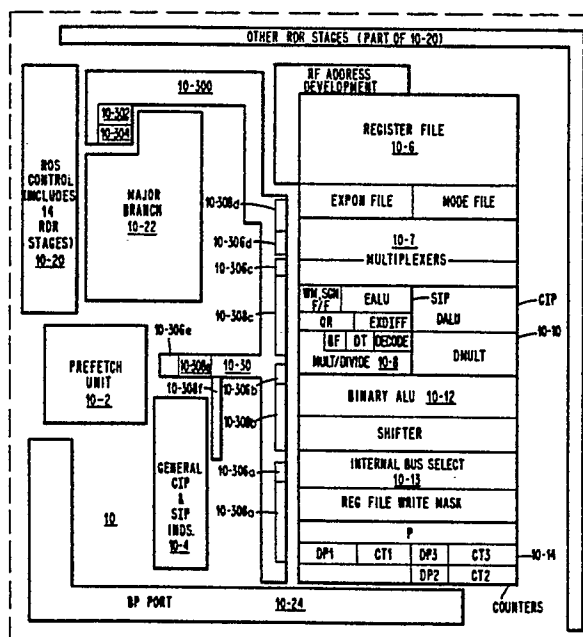 OTHER RDR STAGES (PART OF 10-20)
10-300
RF ADDRESS
DEVELOPMENT
10-302
10-304
REGISTER FILE
10-6
ROS
CONTROL
(INCLUDES
14
RDR
STAGES)
10-20
MAJOR
BRANCH
10-22
10-308d
EXPON FILE
MODE FILE
10-306d
10-7
MULTIPLEXERS
10-306c
10-308c
WM,SGN
F/F
EALU
SIP
CIP
DALU
QR
EXDIFF
10-10
10-306e
BF
DT
DECODE
MULT/DIVIDE 10-8
DMULT
PREFETCH
UNIT
10-2
10-308e
10-30
10-308f
10-306b
BINARY ALU 10-12
10-308b
SHIFTER
GENERAL
CIP
&
SIP
INDS.
10-4
INTERNAL BUS SELECT
10-13
10-306a
REG FILE WRITE MASK
10
10-308a
P
DP1
CT1
DP3
CT3
10-14
DP2
CT2
BP PORT
10-24
COUNTERS